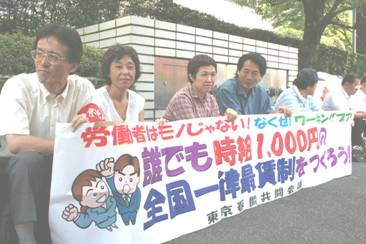 労働者はモノじゃない！なくせ！ワーキングプア
誰でも時給1,000円の
全国一律最賃制をつくろう！
東京春闘共闘会議